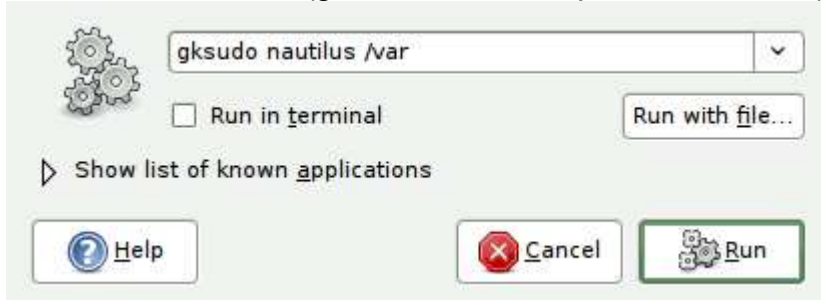 gksudo nautilus /var
Run in terminal
Run with file...
Show list of known applications
Help
Cancel
Run